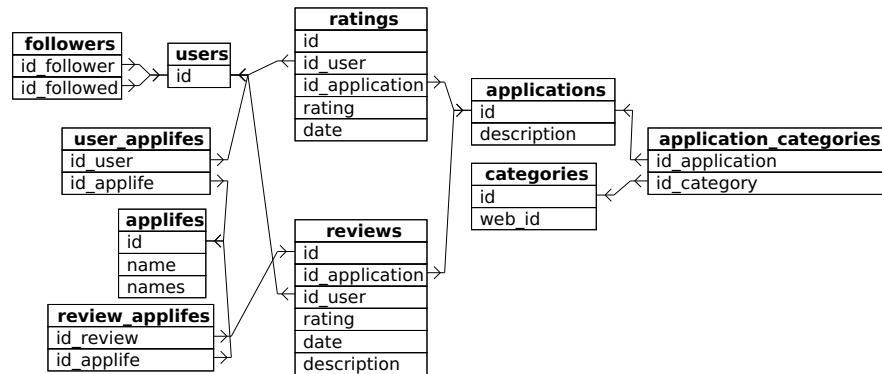 followers
id_follower
id_followed
users
id
ratings
id
id_user
id_application
rating
date
applications
id
description
application_categories
id_application
id_category
categories
id
web_id
user_applifes
id_user
id_applife
applifes
id
name
names
reviews
id
id_application
id_user
rating
date
description
review_applifes
id_review
id_applife